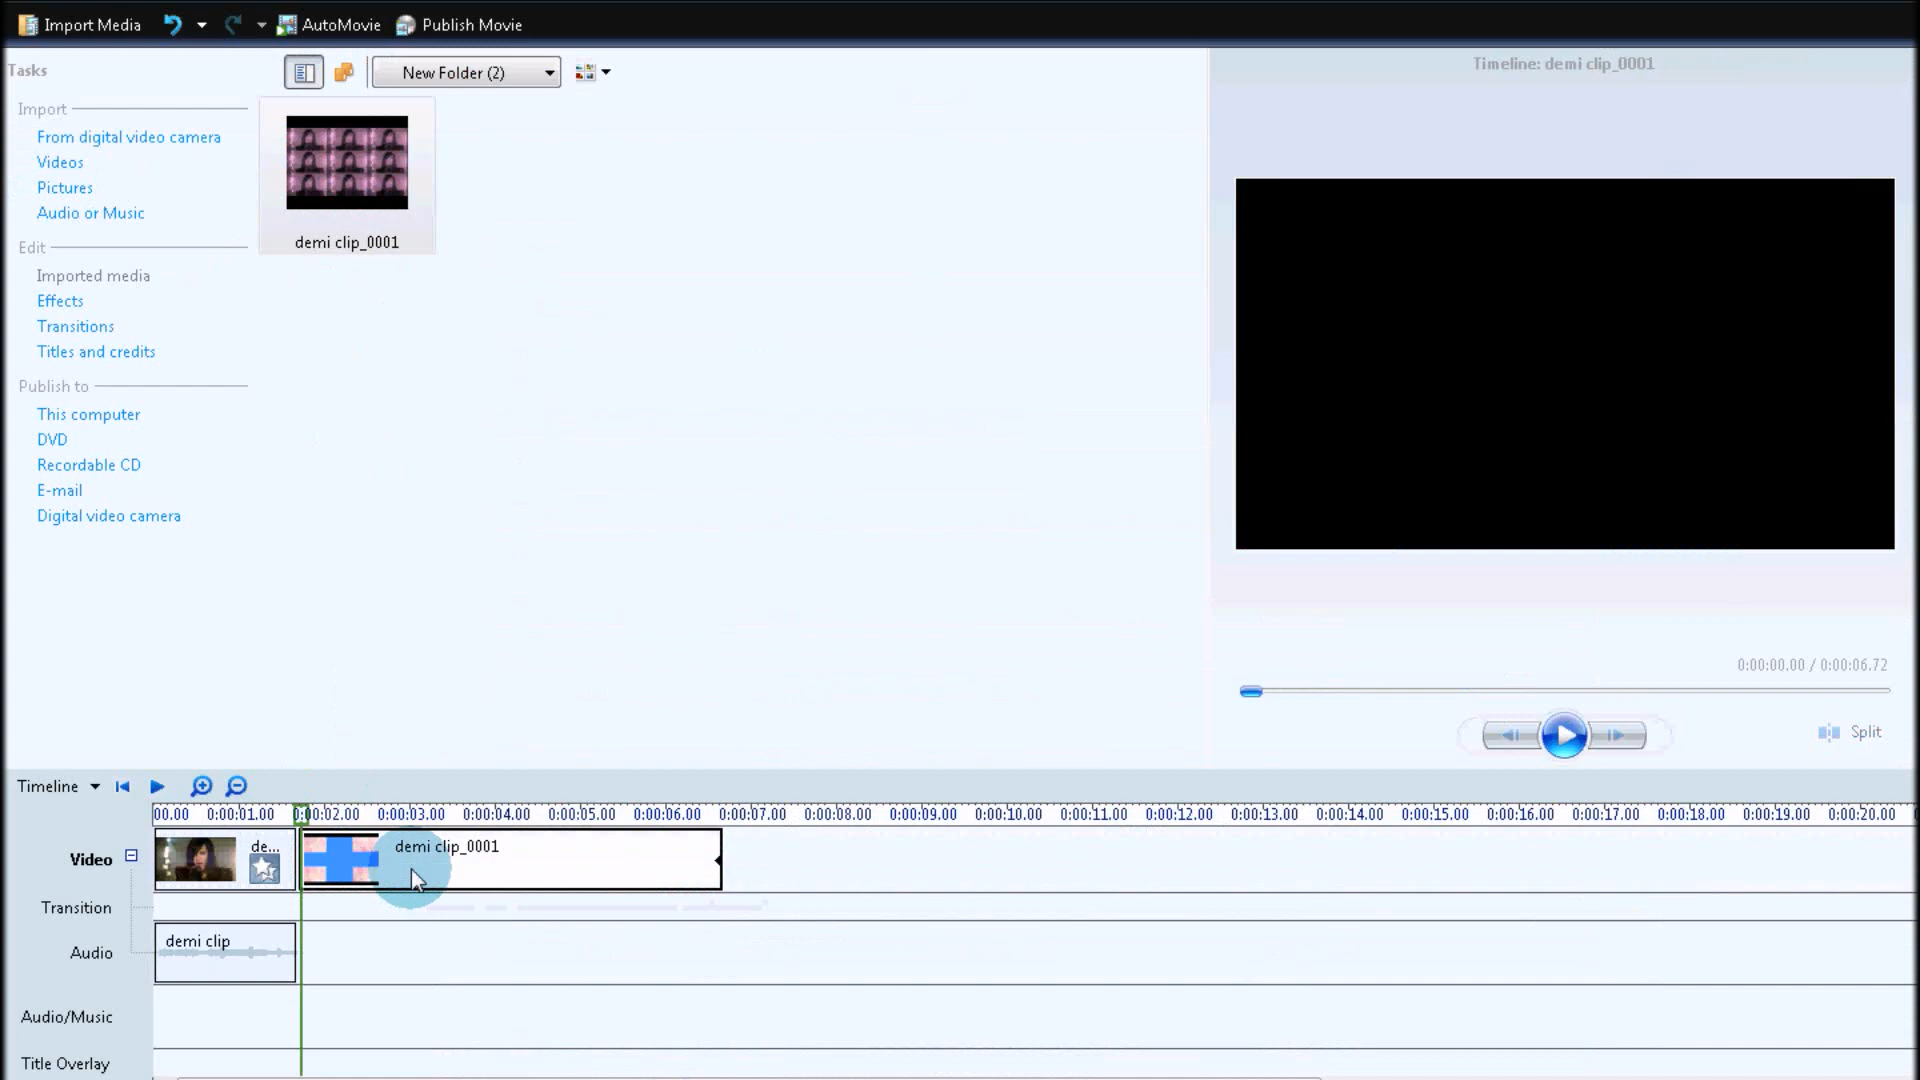 Import Media AutoMovie Publish Movie
Tasks
New Folder (2)
Timeline: demi clip_0001
Import
From digital video camera
Videos
Pictures
Audio or Music
demi clip_0001
Edit
Imported media
Effects
Transitions
Titles and credits
Publish to
This computer
DVD
Recordable CD
E-mail
Digital video camera
0:00:00.00 / 0:00:06.72
Split
Timeline
00.00 0:00:01.00 0:00:02.00 0:00:03.00 0:00:04.00 0:00:05.00 0:00:06.00 0:00:07.00 0:00:08.00 0:00:09.00 0:00:10.00 0:00:11.00 0:00:12.00 0:00:13.00 0:00:14.00 0:00:15.00 0:00:16.00 0:00:17.00 0:00:18.00 0:00:19.00 0:00:20.00
Video de... demi clip_0001
Transition
Audio demi clip
Audio/Music
Title Overlay